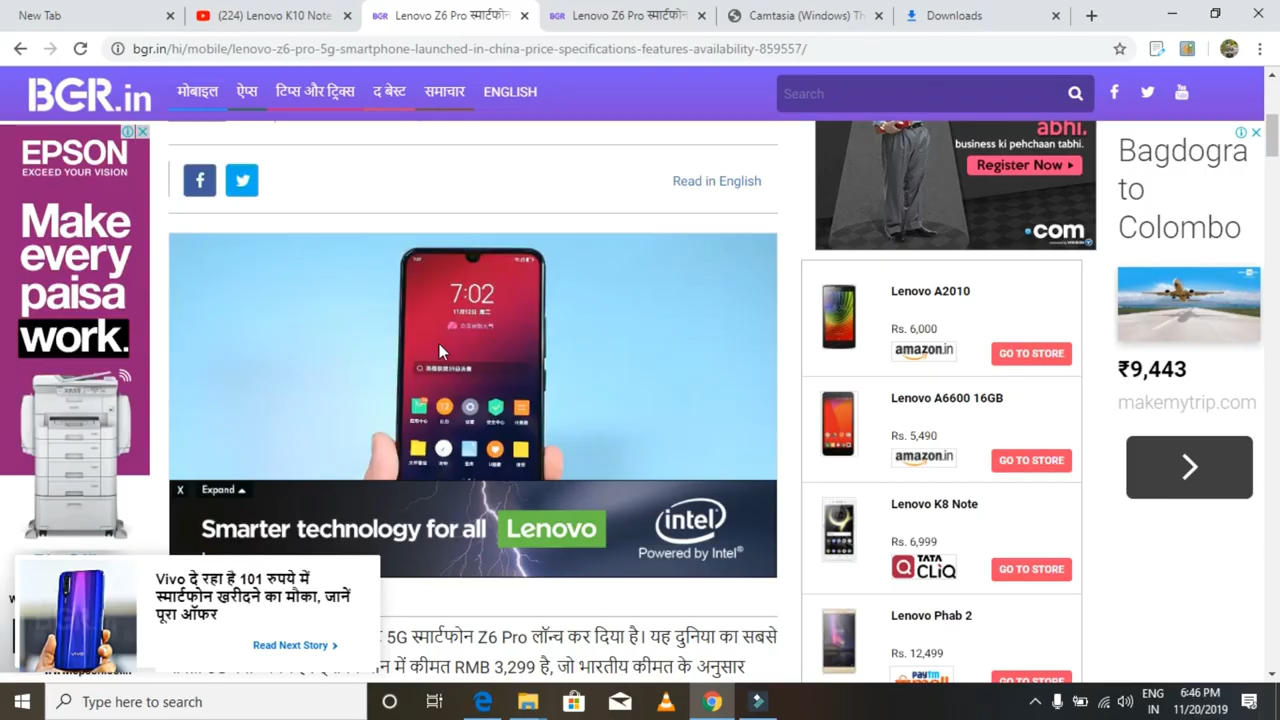 New Tab
(224) Lenovo K10 Note
BGR Lenovo Z6 Pro स्मार्टफोन
BGR Lenovo Z6 Pro स्मार्टफोन
Camtasia (Windows) Th
Downloads
bgr.in/hi/mobile/lenovo-z6-pro-5g-smartphone-launched-in-china-price-specifications-features-availability-859557/
BGR.in
मोबाइल
ऐप्स
टिप्स और ट्रिक्स
द बेस्ट
समाचार
ENGLISH
Search
EPSON
EXCEED YOUR VISION
Make
every
paisa
work.
Read in English
abhi.
business ki pehchaan tabhi.
Register Now
.com
Bagdogra
to
Colombo
₹9,443
makemytrip.com
7:02
Lenovo A2010
Rs. 6,000
amazon.in
GO TO STORE
Lenovo A6600 16GB
Rs. 5,490
amazon.in
GO TO STORE
Lenovo K8 Note
Rs. 6,999
TATA
CLiQ
GO TO STORE
Lenovo Phab 2
Rs. 12,499
paytm
GO TO STORE
X Expand
Smarter technology for all Lenovo
intel
Powered by Intel®
Vivo दे रहा है 101 रुपये में
स्मार्टफोन खरीदने का मौका, जानें
पूरा ऑफर
Read Next Story
5G स्मार्टफोन Z6 Pro लॉन्च कर दिया है। यह दुनिया का सबसे
में कीमत RMB 3,299 है, जो भारतीय कीमत के अनुसार
Type here to search
ENG
IN
6:46 PM
11/20/2019